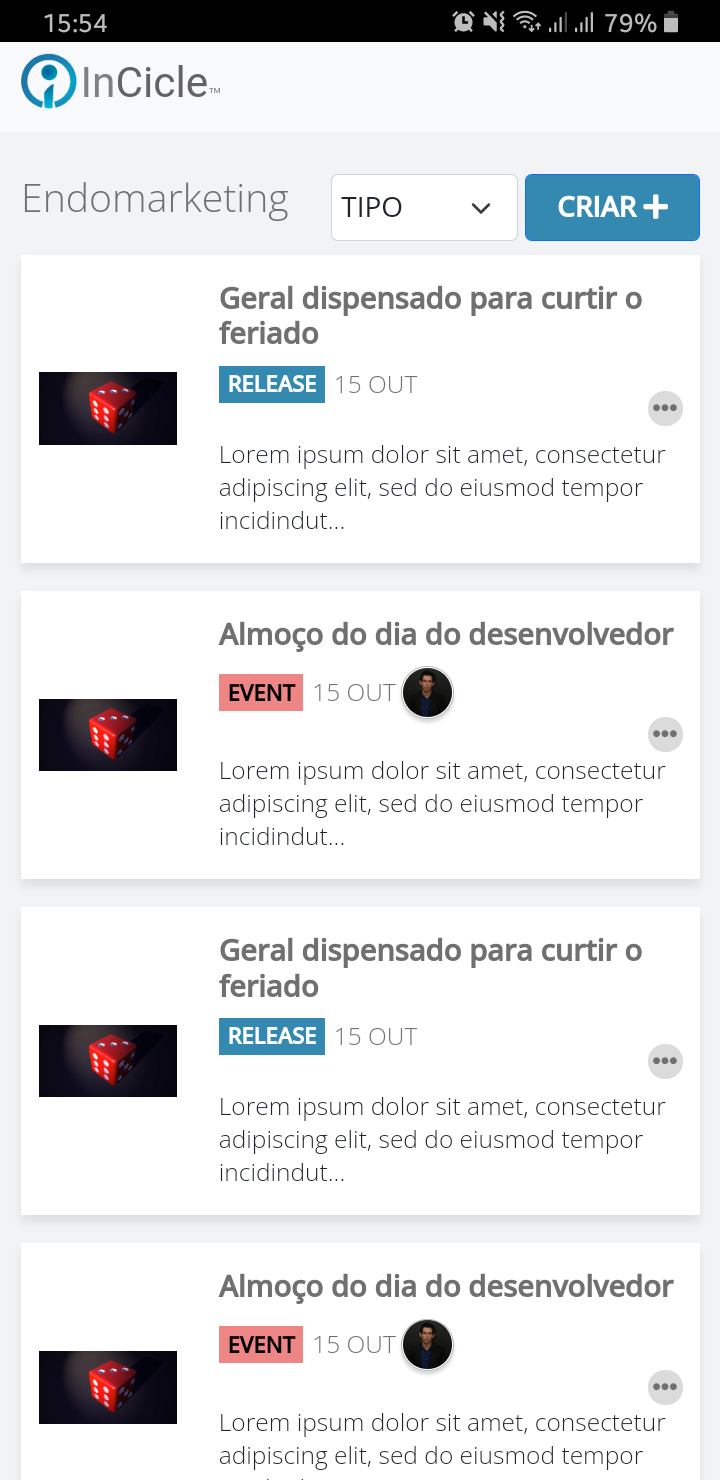 15:54
79%
InCicle™
Endomarketing
TIPO
CRIAR
Geral dispensado para curtir o
feriado
RELEASE 15 OUT
Lorem ipsum dolor sit amet, consectetur
adipiscing elit, sed do eiusmod tempor
incidindut...
Almoço do dia do desenvolvedor
EVENT 15 OUT
Lorem ipsum dolor sit amet, consectetur
adipiscing elit, sed do eiusmod tempor
incidindut...
Geral dispensado para curtir o
feriado
RELEASE 15 OUT
Lorem ipsum dolor sit amet, consectetur
adipiscing elit, sed do eiusmod tempor
incidindut...
Almoço do dia do desenvolvedor
EVENT 15 OUT
Lorem ipsum dolor sit amet, consectetur
adipiscing elit, sed do eiusmod tempor